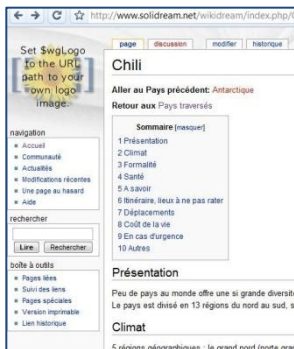 http://www.solidream.net/wikidream/index.php/
page discussion modifier historique
Set $wgLogo
to the URL
path to your
own logo
image.
Chili
Aller au Pays précédent: Antarctique
Retour aux Pays traversés
Sommaire [masquer]
1 Présentation
2 Climat
3 Formalité
4 Santé
5 A savoir
6 Itinéraire, lieux à ne pas rater
7 Déplacements
8 Coût de la vie
9 En cas d'urgence
10 Autres
navigation
Accueil
Communauté
Actualités
Modifications récentes
Une page au hasard
Aide
rechercher
Lire Rechercher
boîte à outils
Pages liées
Suivi des liens
Pages spéciales
Version imprimable
Lien historique
Présentation
Peu de pays au monde offre une si grande diversité
Le pays est divisé en 13 régions du nord au sud, s
Climat
5 régions géographiques : le grand nord (norte gran